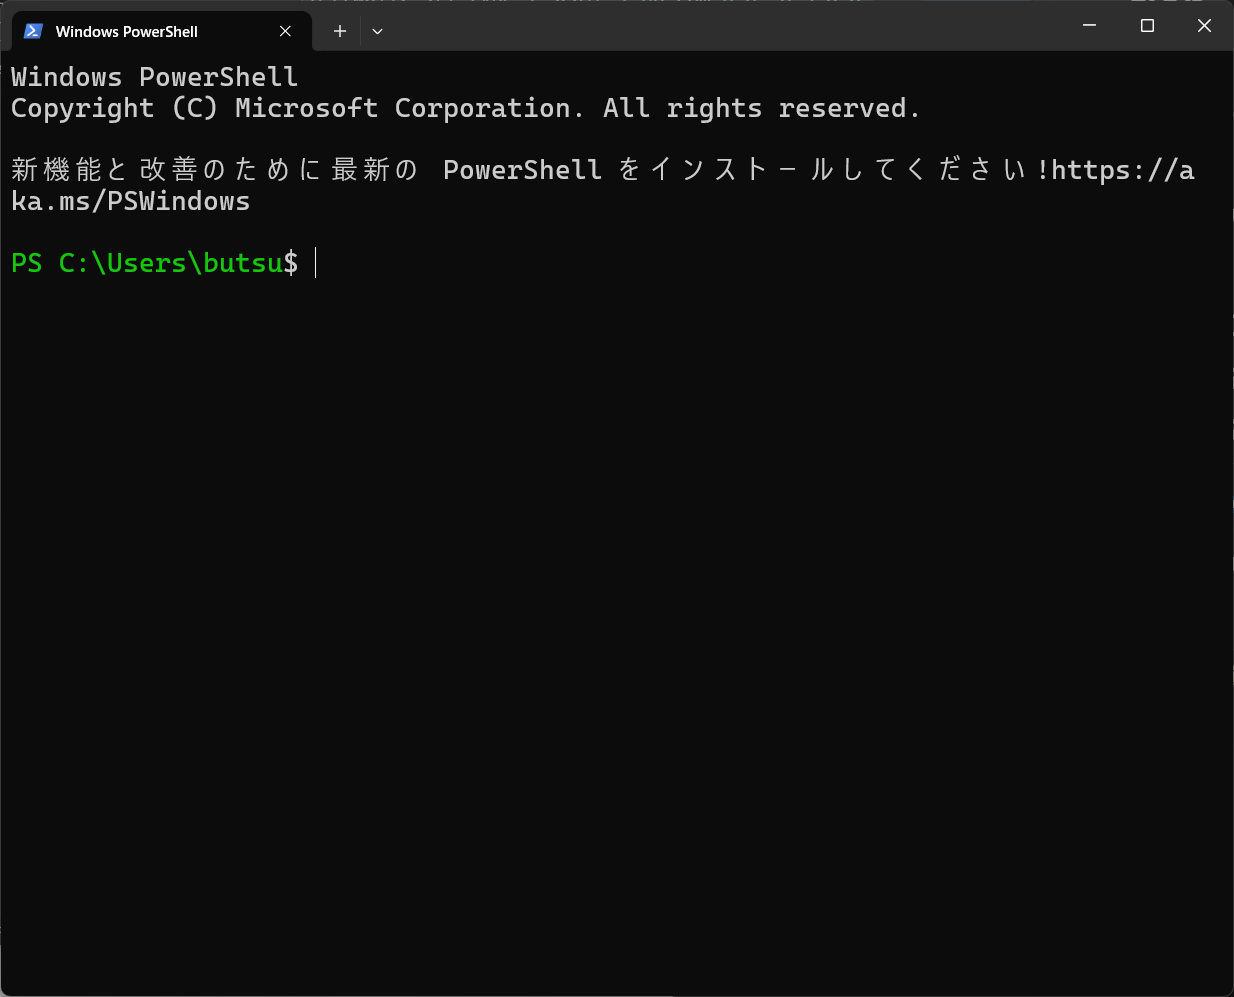 Windows PowerShell
Windows PowerShell
Copyright (C) Microsoft Corporation. All rights reserved.
新機能と改善のために最新の PowerShell をインストールしてください!https://a
ka.ms/PSWindows
PS C:\Users\butsu$